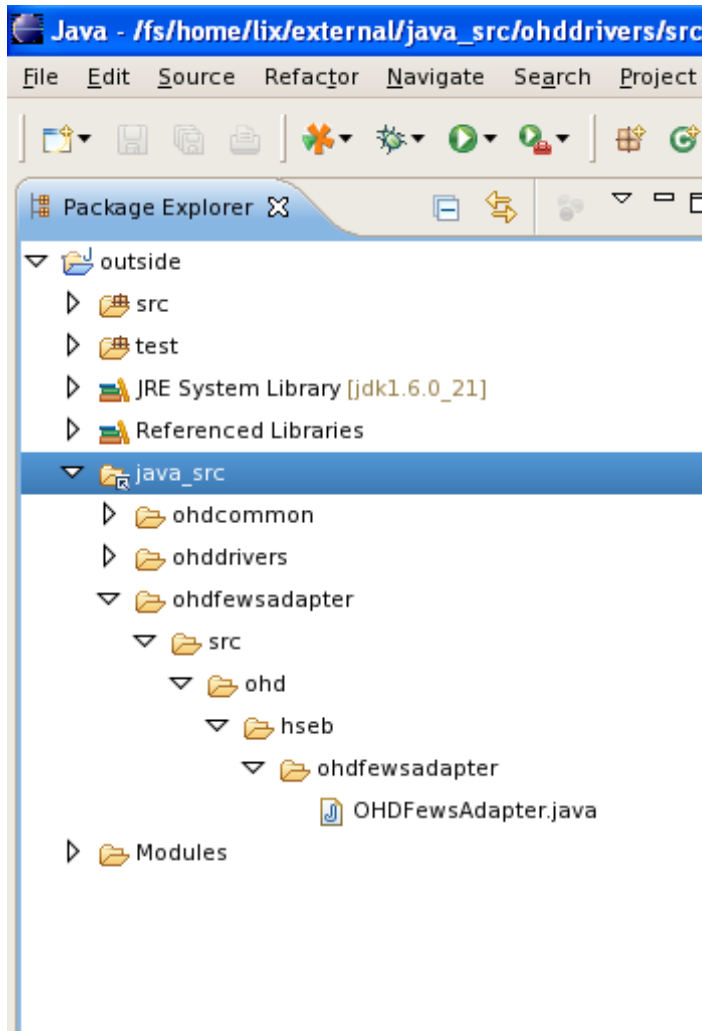 Java - /fs/home/lix/external/java_src/ohddrivers/src
File Edit Source Refactor Navigate Search Project
Package Explorer
outside
src
test
JRE System Library [jdk1.6.0_21]
Referenced Libraries
java_src
ohdcommon
ohddrivers
ohdfewsadapter
src
ohd
hseb
ohdfewsadapter
OHDFewsAdapter.java
Modules